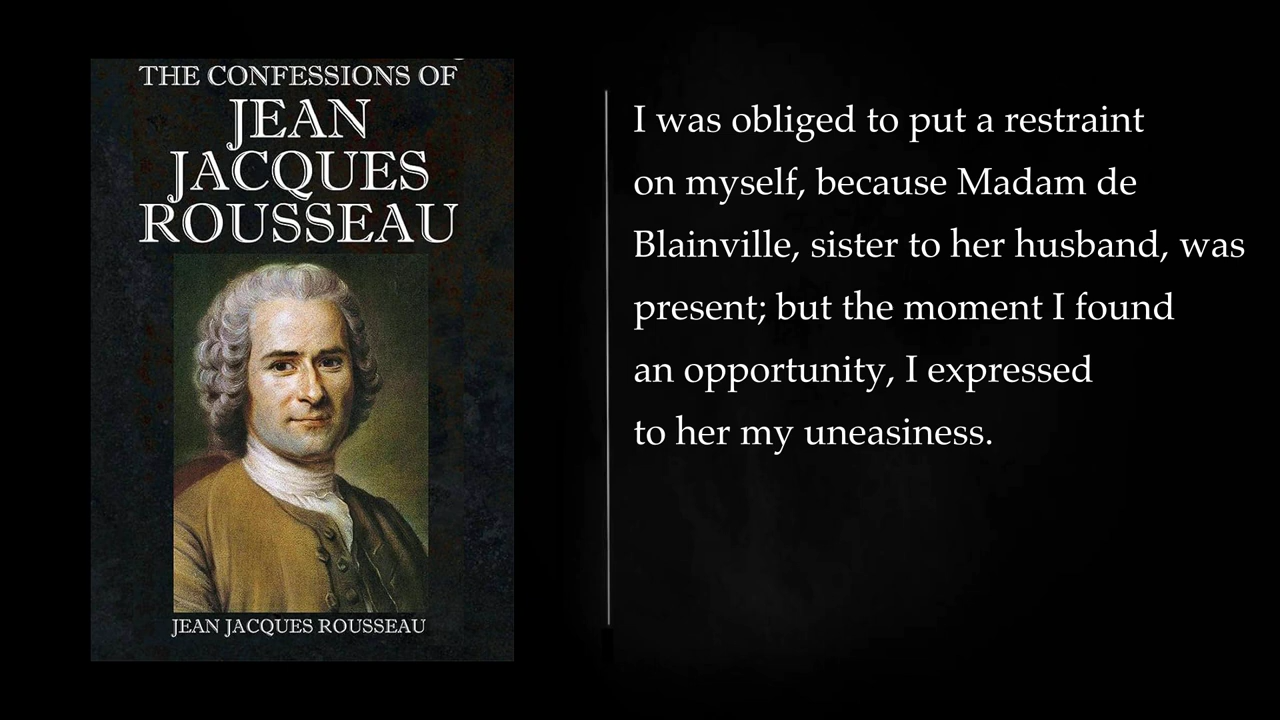 THE CONFESSIONS OF
JEAN
JACQUES
ROUSSEAU
JEAN JACQUES ROUSSEAU
I was obliged to put a restraint
on myself, because Madam de
Blainville, sister to her husband, was
present; but the moment I found
an opportunity, I expressed
to her my uneasiness.